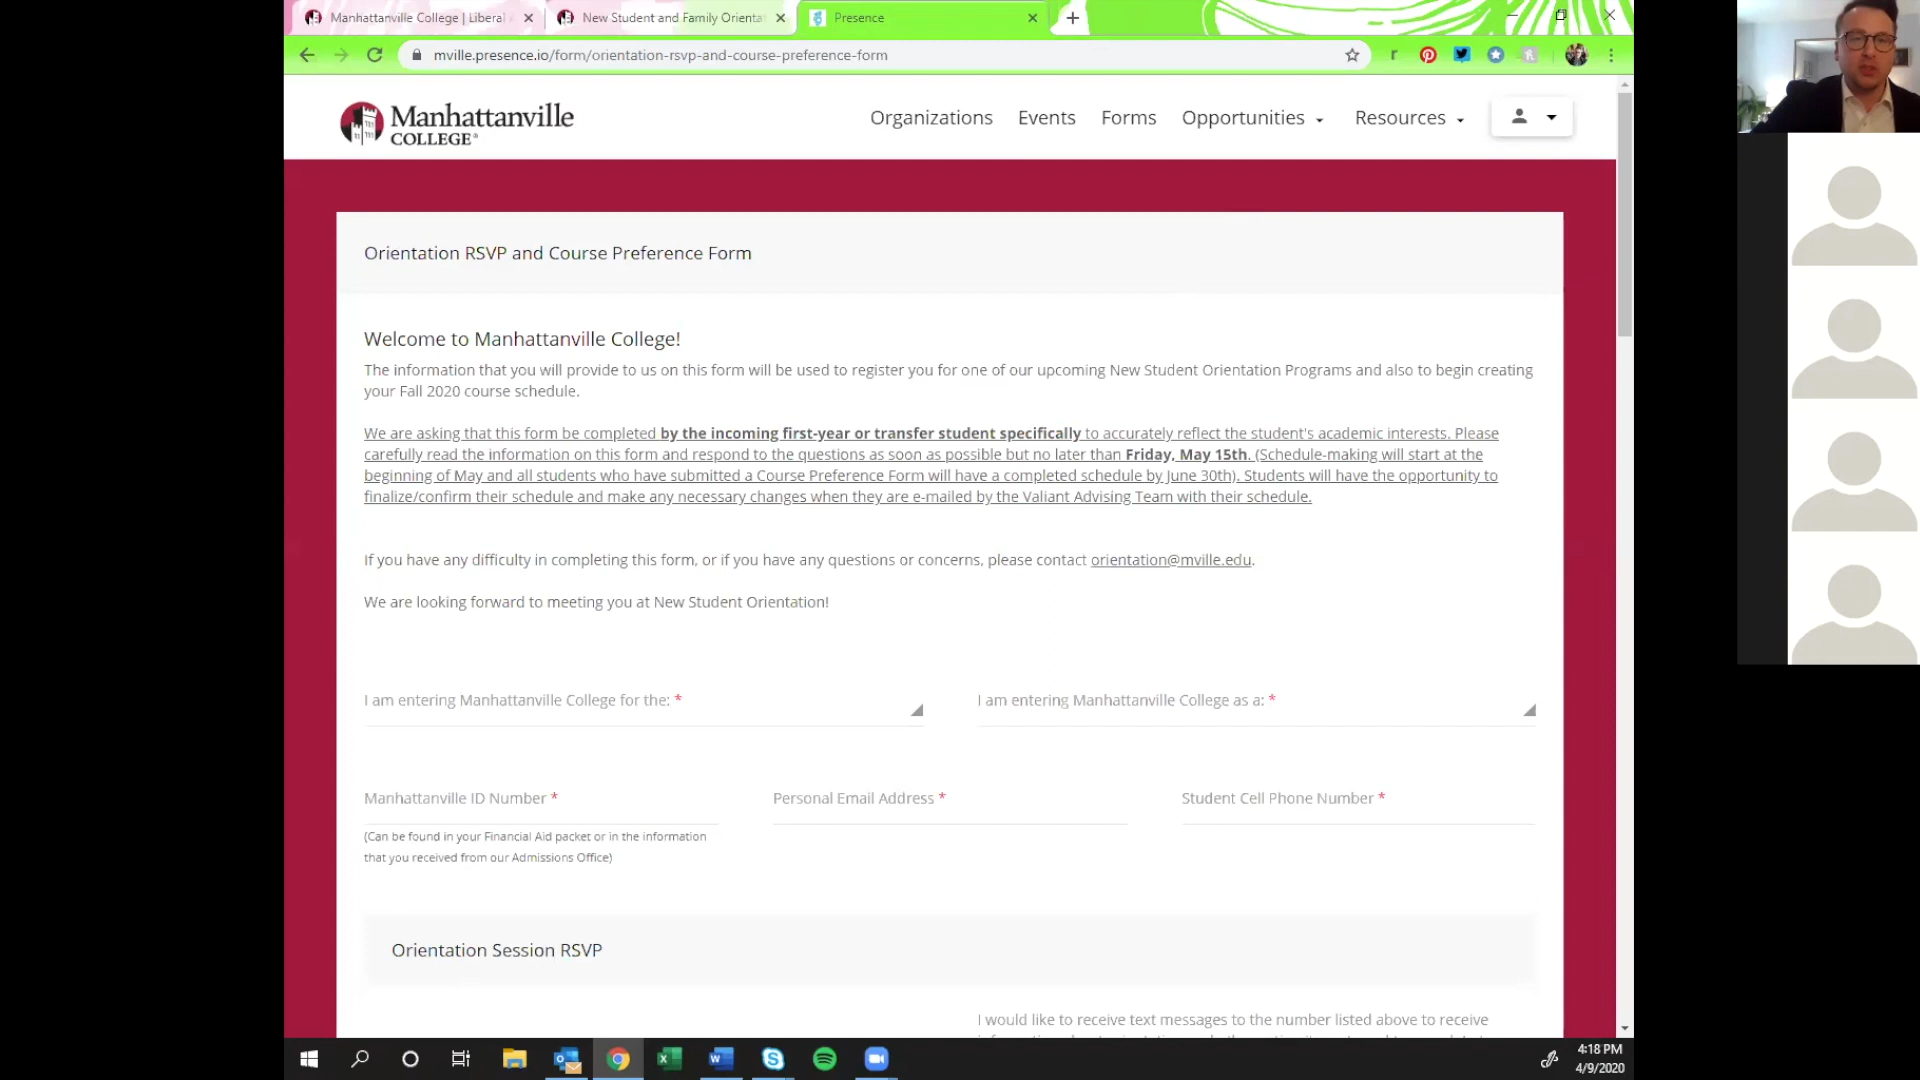 Manhattanville College | Liberal
New Student and Family Orienta
Presence
mville.presence.io/form/orientation-rsvp-and-course-preference-form
Manhattanville
COLLEGE
Organizations
Events
Forms
Opportunities
Resources
Orientation RSVP and Course Preference Form
Welcome to Manhattanville College!
The information that you will provide to us on this form will be used to register you for one of our upcoming New Student Orientation Programs and also to begin creating
your Fall 2020 course schedule.
We are asking that this form be completed by the incoming first-year or transfer student specifically to accurately reflect the student's academic interests. Please
carefully read the information on this form and respond to the questions as soon as possible but no later than Friday, May 15th. (Schedule-making will start at the
beginning of May and all students who have submitted a Course Preference Form will have a completed schedule by June 30th). Students will have the opportunity to
finalize/confirm their schedule and make any necessary changes when they are e-mailed by the Valiant Advising Team with their schedule.
If you have any difficulty in completing this form, or if you have any questions or concerns, please contact orientation@mville.edu.
We are looking forward to meeting you at New Student Orientation!
I am entering Manhattanville College for the: *
I am entering Manhattanville College as a: *
Manhattanville ID Number *
Personal Email Address *
Student Cell Phone Number *
(Can be found in your Financial Aid packet or in the information
that you received from our Admissions Office)
Orientation Session RSVP
I would like to receive text messages to the number listed above to receive
4:18 PM
4/9/2020